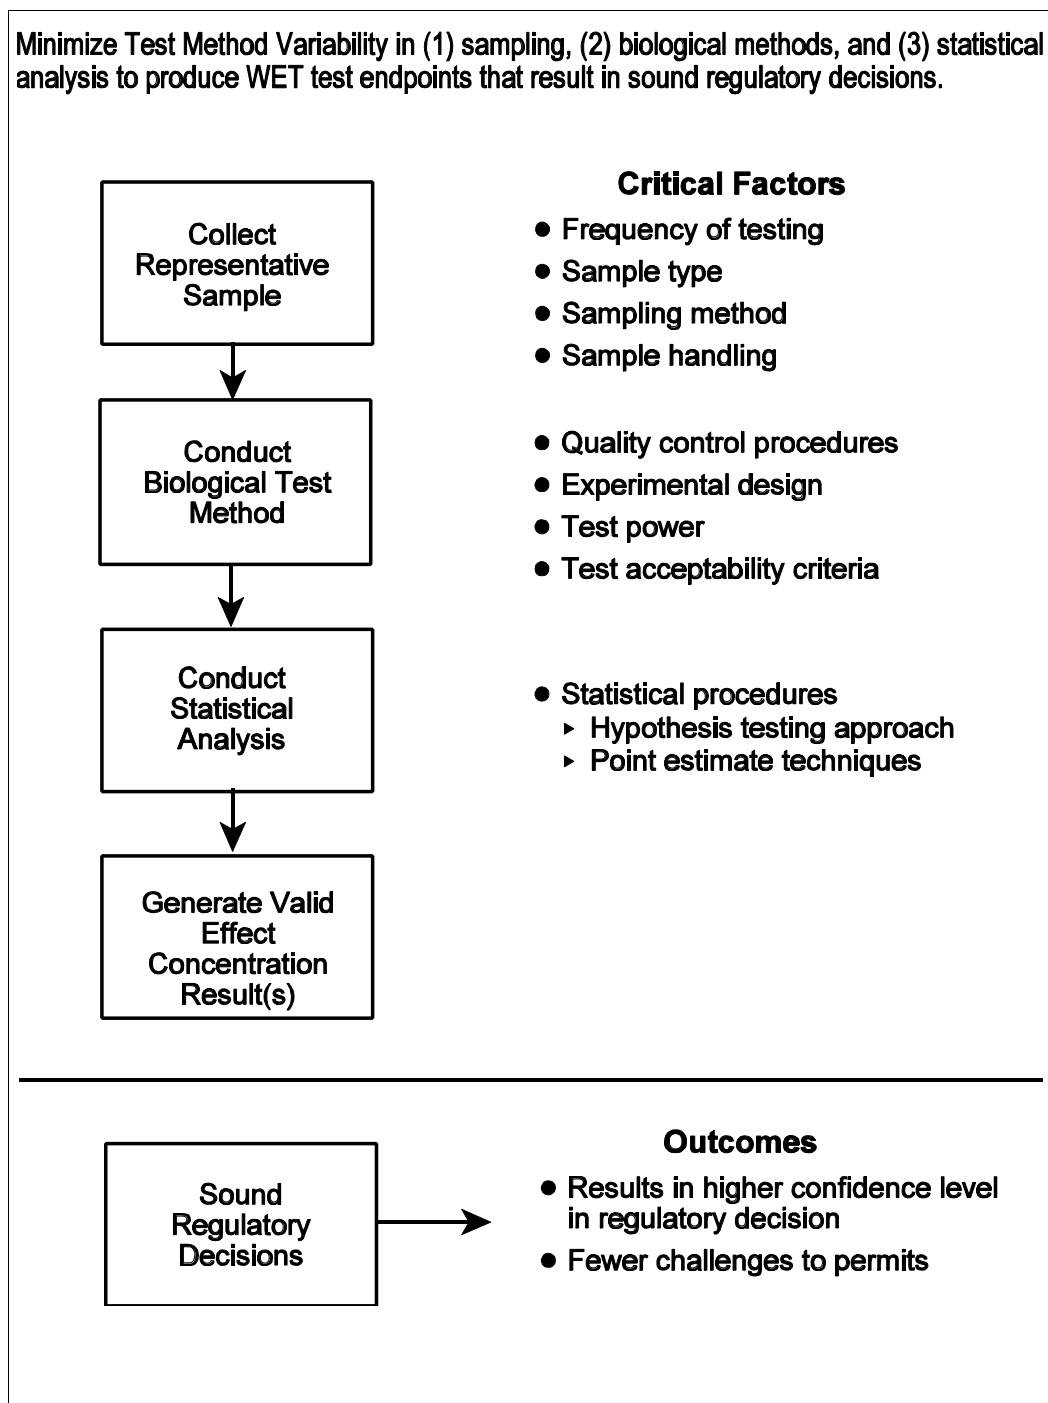 Minimize Test Method Variability in (1) sampling, (2) biological methods, and (3) statistical
analysis to produce WET test endpoints that result in sound regulatory decisions.
Collect
Representative
Sample
Critical Factors
● Frequency of testing
● Sample type
● Sampling method
● Sample handling
Conduct
Biological Test
Method
● Quality control procedures
● Experimental design
● Test power
● Test acceptability criteria
Conduct
Statistical
Analysis
● Statistical procedures
▸ Hypothesis testing approach
▸ Point estimate techniques
Generate Valid
Effect
Concentration
Result(s)
Sound
Regulatory
Decisions
Outcomes
● Results in higher confidence level
in regulatory decision
● Fewer challenges to permits